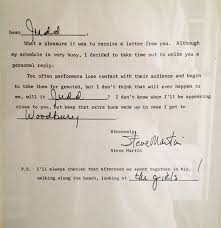 Dear Judd
What a pleasure it was to receive a letter from you. Although
my schedule is very busy, I decided to take time out to write you a
personal reply.
Too often performers lose contact with their audience and begin
to take them for granted, but I don't think that will ever happen to
me, will it Judd? I don't know when I'll be appearing
close to you, but keep that extra bunk made up in case I get to
Woodbury.
Sincerely,
Steve Martin
Steve Martin
P.S. I'll always cherish that afternoon we spent together in Rio,
walking along the beach, looking at the girls!